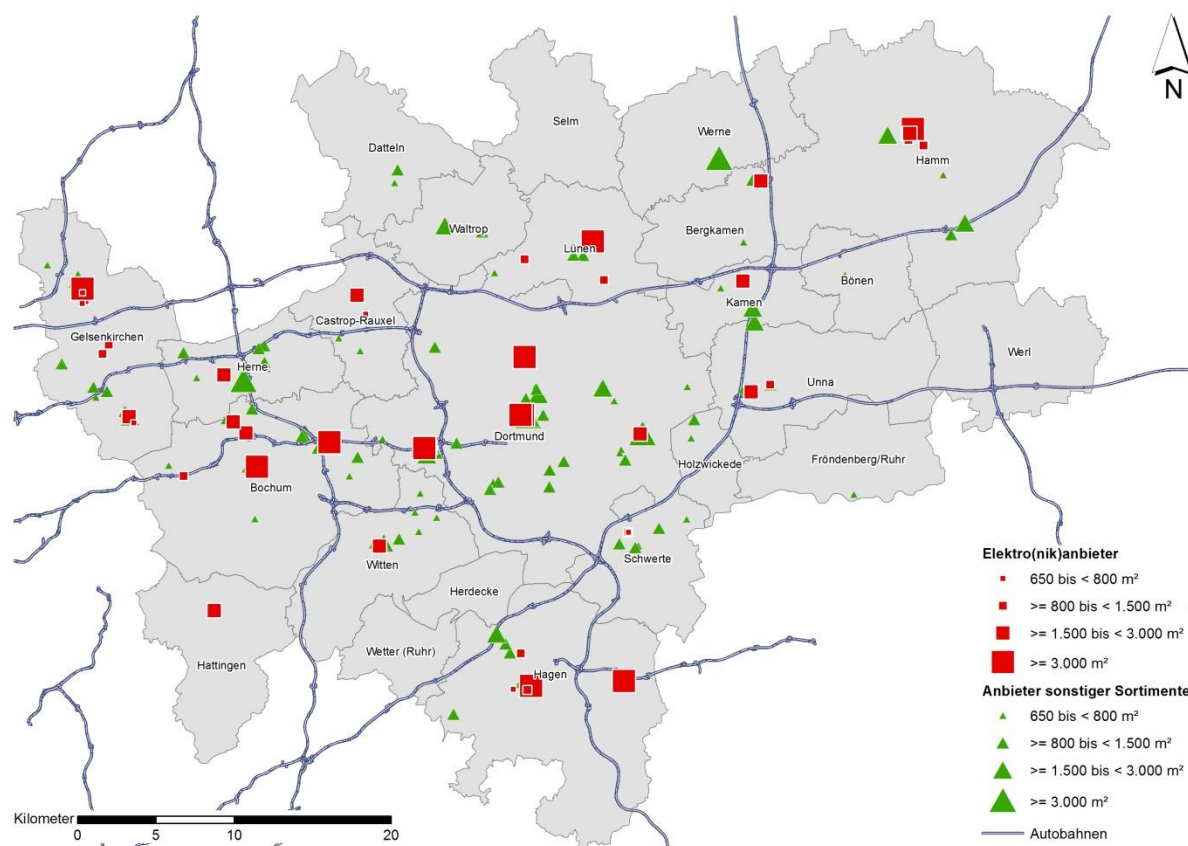 N
Selm
Werne
Datteln
Hamm
Waltrop
Lünen
Bergkamen
Bönen
Kamen
Gelsenkirchen
Castrop-Rauxel
Werl
Herne
Unna
Dortmund
Holzwickede
Fröndenberg/Ruhr
Bochum
Schwerte
Witten
Herdecke
Hattingen
Wetter (Ruhr)
Hagen
Elektro(nik)anbieter
650 bis < 800 m²
>= 800 bis < 1.500 m²
>= 1.500 bis < 3.000 m²
>= 3.000 m²
Anbieter sonstiger Sortimente
650 bis < 800 m²
>= 800 bis < 1.500 m²
>= 1.500 bis < 3.000 m²
>= 3.000 m²
Autobahnen
Kilometer
0 10 20